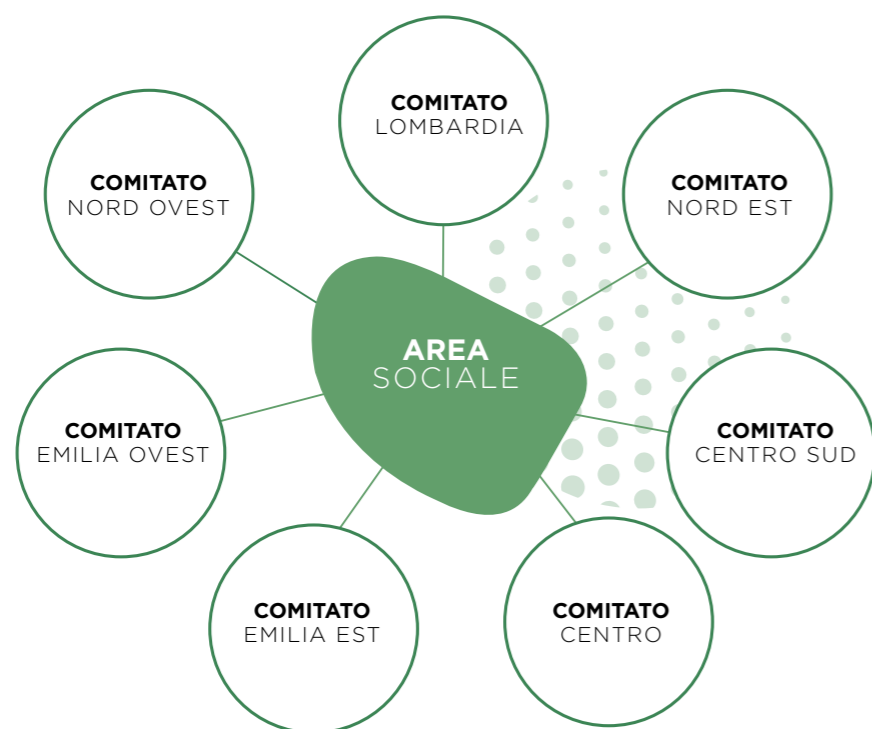 COMITATO
LOMBARDIA
COMITATO
NORD OVEST
COMITATO
NORD EST
AREA
SOCIALE
COMITATO
EMILIA OVEST
COMITATO
CENTRO SUD
COMITATO
EMILIA EST
COMITATO
CENTRO